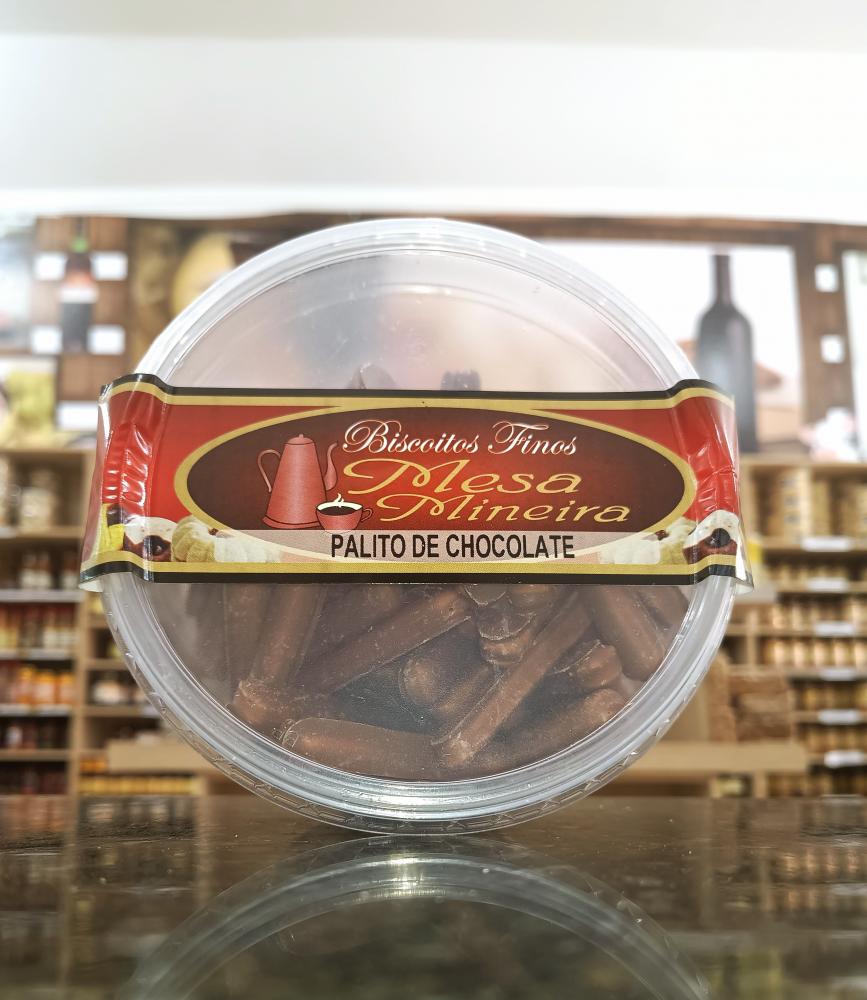 Biscoitos Finos
Mesa
Mineira
PALITO DE CHOCOLATE